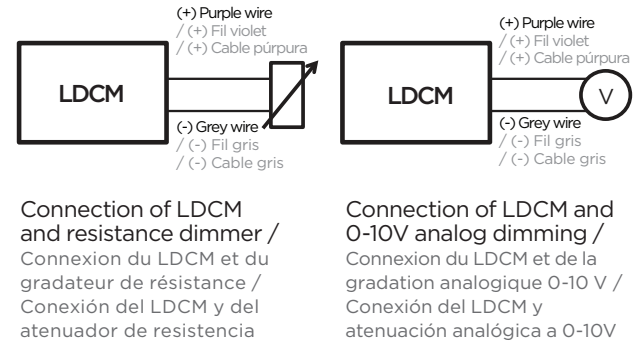 (+) Purple wire
/ (+) Fil violet
/ (+) Cable púrpura
LDCM
(-) Grey wire
/ (-) Fil gris
/ (-) Cable gris
Connection of LDCM
and resistance dimmer /
Connexion du LDCM et du
gradateur de résistance /
Conexión del LDCM y del
atenuador de resistencia
(+) Purple wire
/ (+) Fil violet
/ (+) Cable púrpura
LDCM
V
(-) Grey wire
/ (-) Fil gris
/ (-) Cable gris
Connection of LDCM and
0-10V analog dimming /
Connexion du LDCM et de la
gradation analogique 0-10 V /
Conexión del LDCM y
atenuación analógica a 0-10V